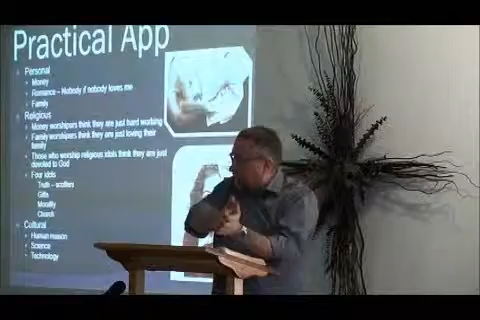 Practical App
Personal
Money
Romance – Nobody if nobody loves me
Family
Religious
Money worshipers think they are just hard working
Family worshipers think they are just loving their
family
Those who worship religious idols think they are just
devoted to God
Four idols
Truth – scoffers
Gifts
Morality
Church
Cultural
Human reason
Science
Technology